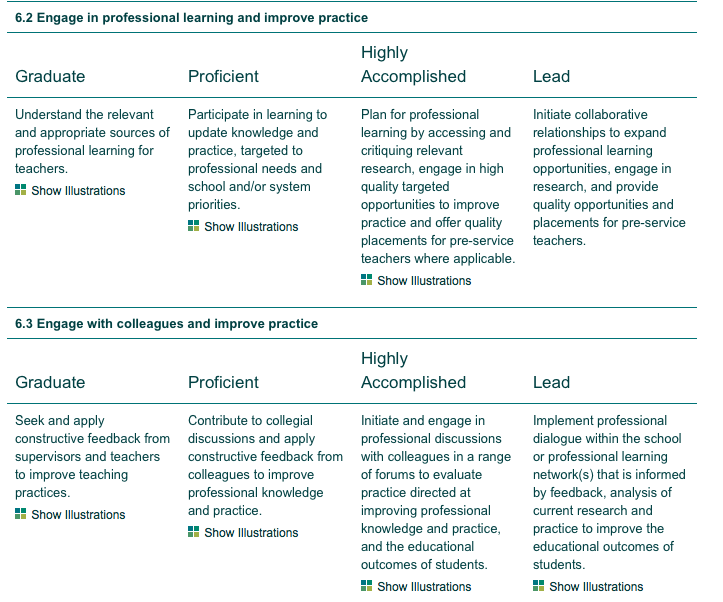 6.2 Engage in professional learning and improve practice
Graduate
Proficient
Highly
Accomplished
Lead
Understand the relevant
and appropriate sources of
professional learning for
teachers.
Show Illustrations
Participate in learning to
update knowledge and
practice, targeted to
professional needs and
school and/or system
priorities.
Show Illustrations
Plan for professional
learning by accessing and
critiquing relevant
research, engage in high
quality targeted
opportunities to improve
practice and offer quality
placements for pre-service
teachers where applicable.
Show Illustrations
Initiate collaborative
relationships to expand
professional learning
opportunities, engage in
research, and provide
quality opportunities and
placements for pre-service
teachers.
6.3 Engage with colleagues and improve practice
Graduate
Proficient
Highly
Accomplished
Lead
Seek and apply
constructive feedback from
supervisors and teachers
to improve teaching
practices.
Show Illustrations
Contribute to collegial
discussions and apply
constructive feedback from
colleagues to improve
professional knowledge
and practice.
Show Illustrations
Initiate and engage in
professional discussions
with colleagues in a range
of forums to evaluate
practice directed at
improving professional
knowledge and practice,
and the educational
outcomes of students.
Show Illustrations
Implement professional
dialogue within the school
or professional learning
network(s) that is informed
by feedback, analysis of
current research and
practice to improve the
educational outcomes of
students.
Show Illustrations